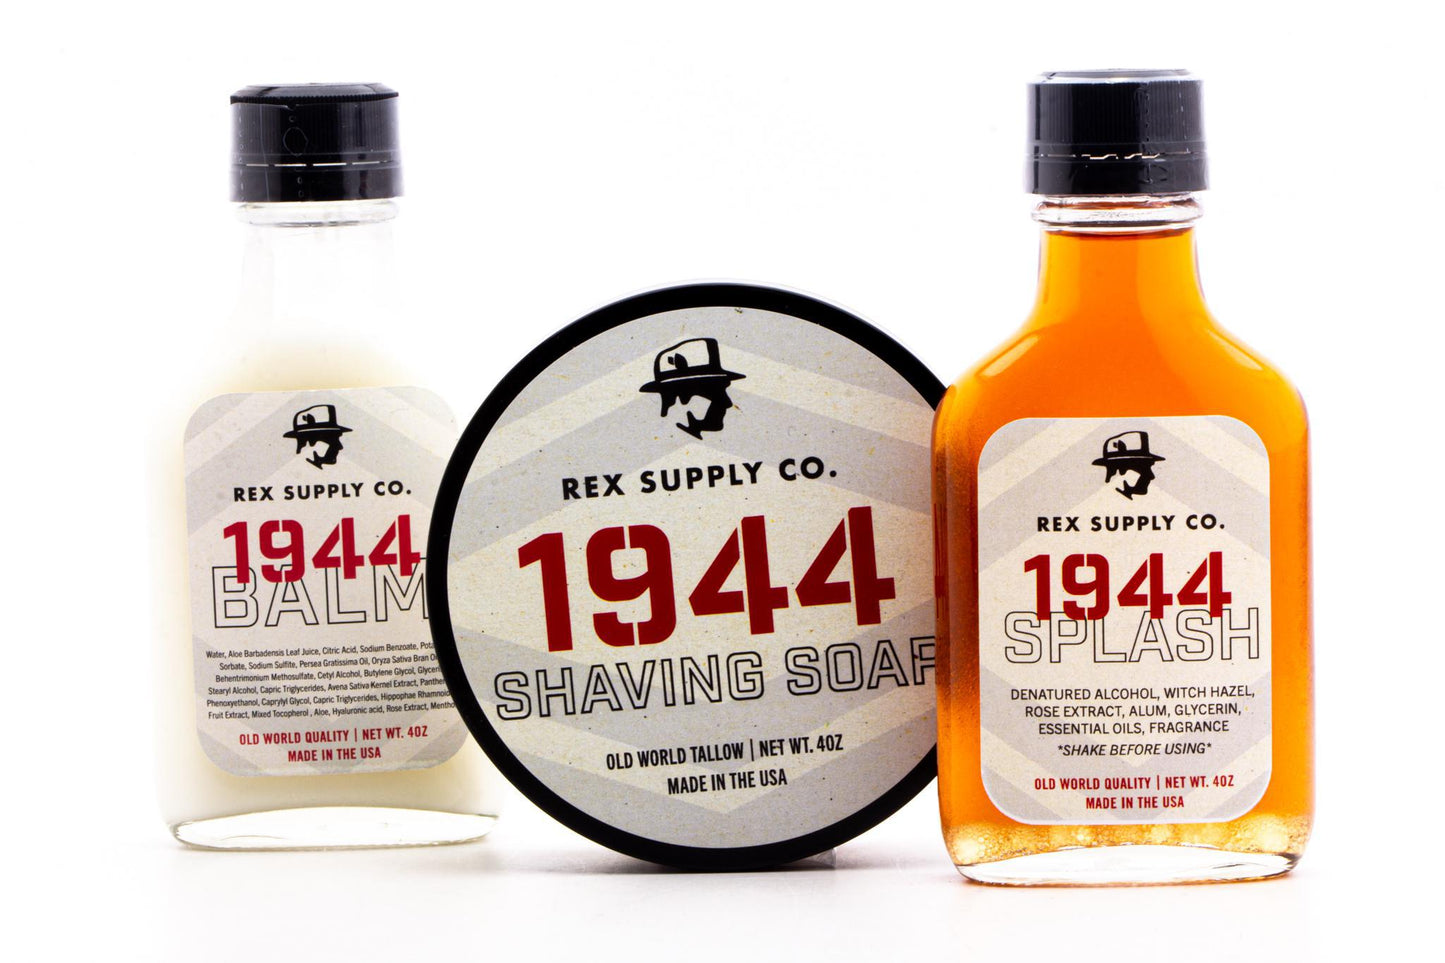 REX SUPPLY CO.
1944
BALM
Water, Aloe Barbadensis Leaf Juice, Citric Acid, Sodium Benzoate,
Sorbate, Sodium Sulfite, Persea Gratissima Oil, Oryza Sativa Bran
Behentrimonium Methosulfate, Cetyl Alcohol, Butylene Glycol,
Stearyl Alcohol, Capric Triglycerides, Avena Sativa Kernel Extract,
Phenoxyethanol, Caprylyl Glycol, Capric Triglycerides, Hippophae
Fruit Extract, Mixed Tocopherol , Aloe, Hyaluronic acid, Rose Extract,
OLD WORLD QUALITY | NET WT. 4OZ
MADE IN THE USA
REX SUPPLY CO.
1944
SHAVING SOAP
OLD WORLD TALLOW | NET WT. 4OZ
MADE IN THE USA
REX SUPPLY CO.
1944
SPLASH
DENATURED ALCOHOL, WITCH HAZEL,
ROSE EXTRACT, ALUM, GLYCERIN,
ESSENTIAL OILS, FRAGRANCE
*SHAKE BEFORE USING*
OLD WORLD QUALITY | NET WT. 4OZ
MADE IN THE USA